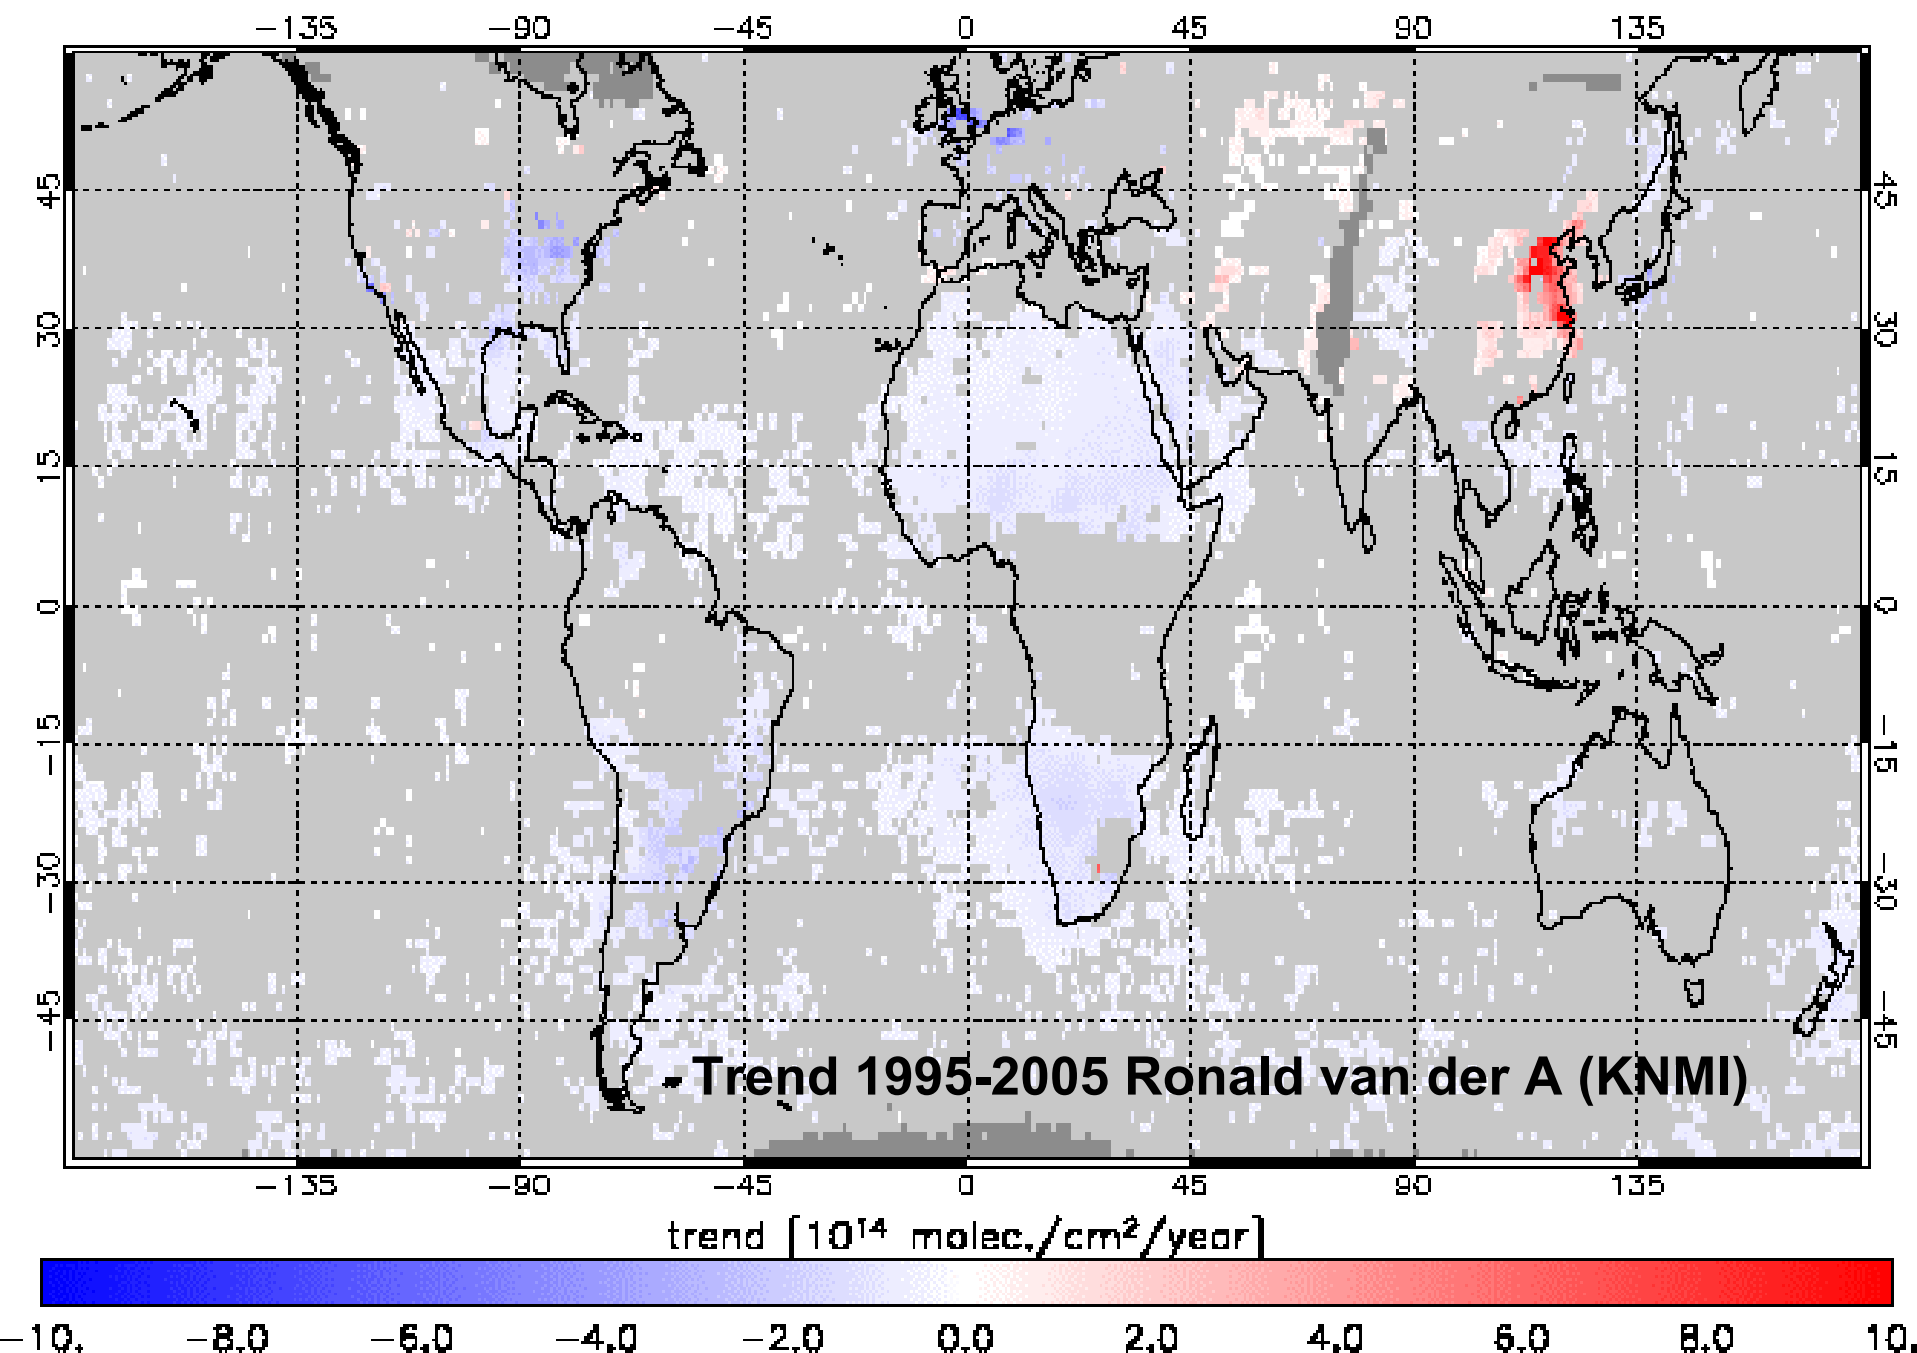 −135 −90 −45 0 45 90 135
45 45
30 30
15 15
0 0
−15 −15
−30 −30
−45 −45
Trend 1995-2005 Ronald van der A (KNMI)
−135 −90 −45 0 45 90 135
trend [10¹⁴ molec./cm²/year]
−10. −8.0 −6.0 −4.0 −2.0 0.0 2.0 4.0 6.0 8.0 10.